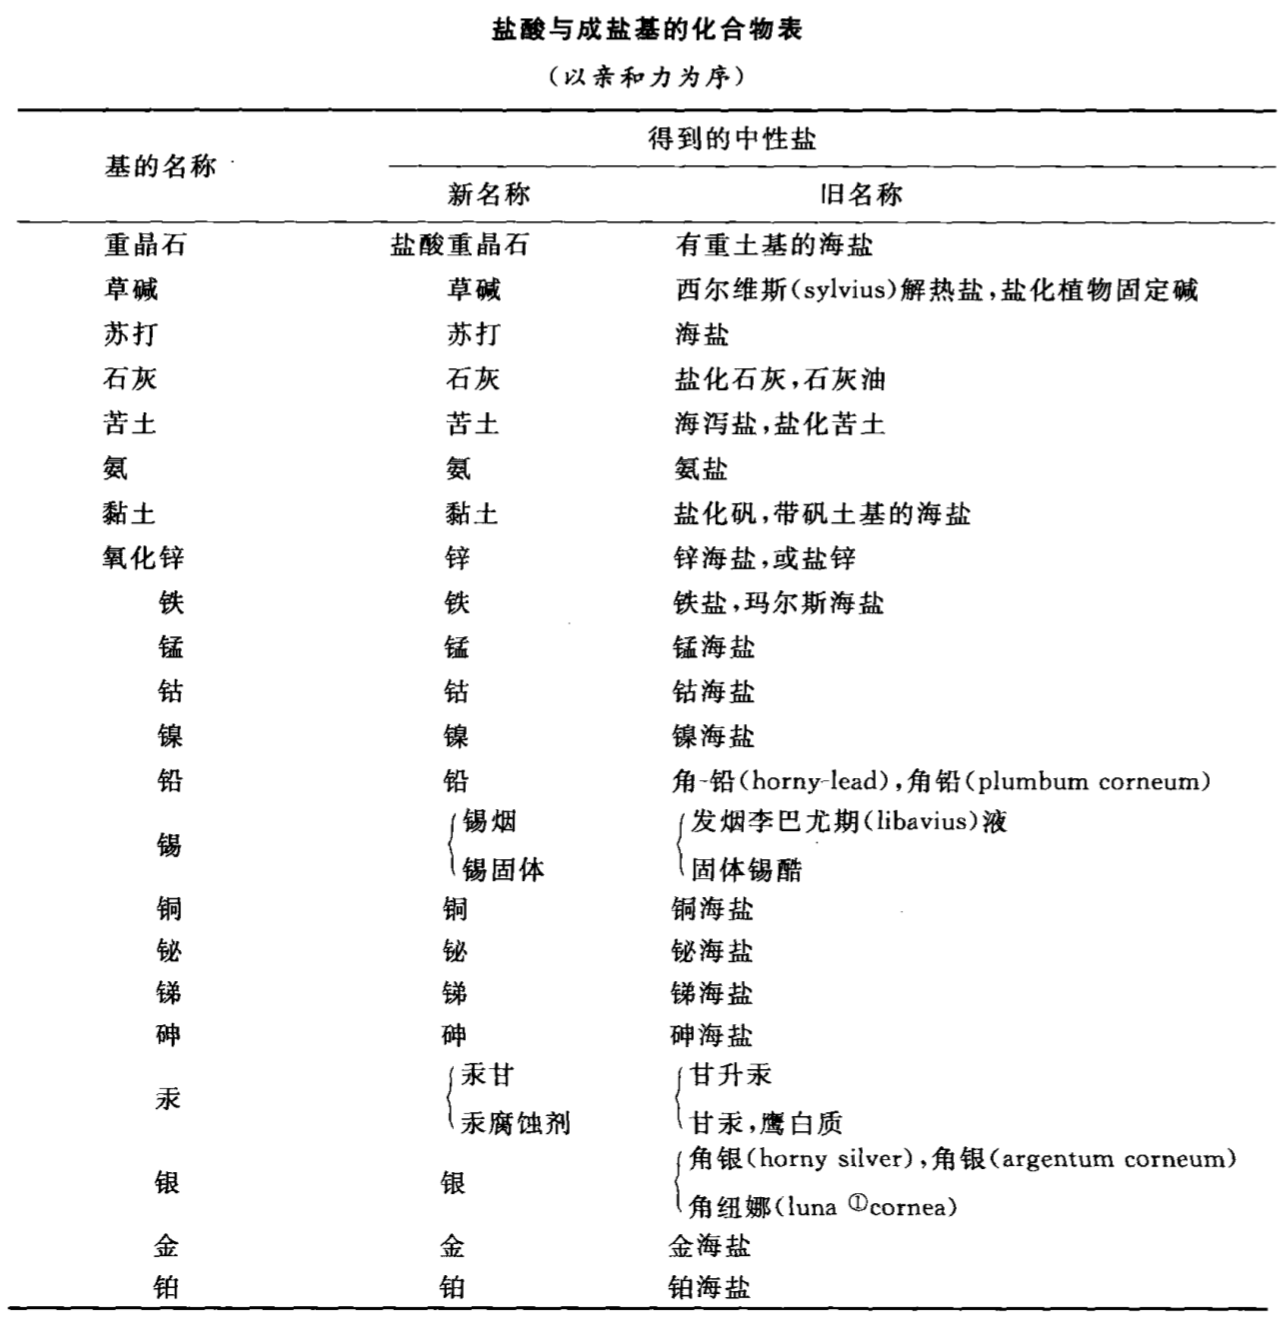 盐酸与成盐基的化合物表
(以亲和力为序)
得到的中性盐
基的名称
新名称 旧名称
重晶石 盐酸重晶石 有重土基的海盐
草碱 草碱 西尔维斯(sylvius)解热盐,盐化植物固定碱
苏打 苏打 海盐
石灰 石灰 盐化石灰,石灰油
苦土 苦土 海泻盐,盐化苦土
氨 氨 氨盐
黏土 黏土 盐化矾,带矾土基的海盐
氧化锌 锌 锌海盐,或盐锌
铁 铁 铁盐,玛尔斯海盐
锰 锰 锰海盐
钴 钴 钴海盐
镍 镍 镍海盐
铅 铅 角-铅(horny-lead),角铅(plumbum corneum)
锡烟 发烟李巴尤期(libavius)液
锡
锡固体 固体锡酷
铜 铜 铜海盐
铋 铋 铋海盐
锑 锑 锑海盐
砷 砷 砷海盐
汞甘 甘升汞
汞
汞腐蚀剂 甘汞,鹰白质
角银(horny silver),角银(argentum corneum)
银 银
角纽娜(luna ①cornea)
金 金 金海盐
铂 铂 铂海盐